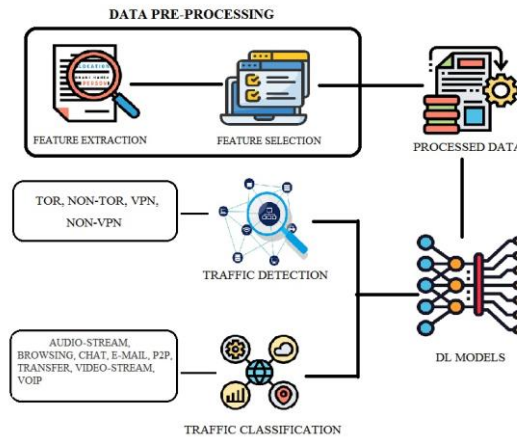 DATA PRE-PROCESSING
FEATURE EXTRACTION
FEATURE SELECTION
PROCESSED DATA
TOR, NON-TOR, VPN,
NON-VPN
TRAFFIC DETECTION
DL MODELS
AUDIO-STREAM,
BROWSING, CHAT, E-MAIL, P2P,
TRANSFER, VIDEO-STREAM,
VOIP
TRAFFIC CLASSIFICATION